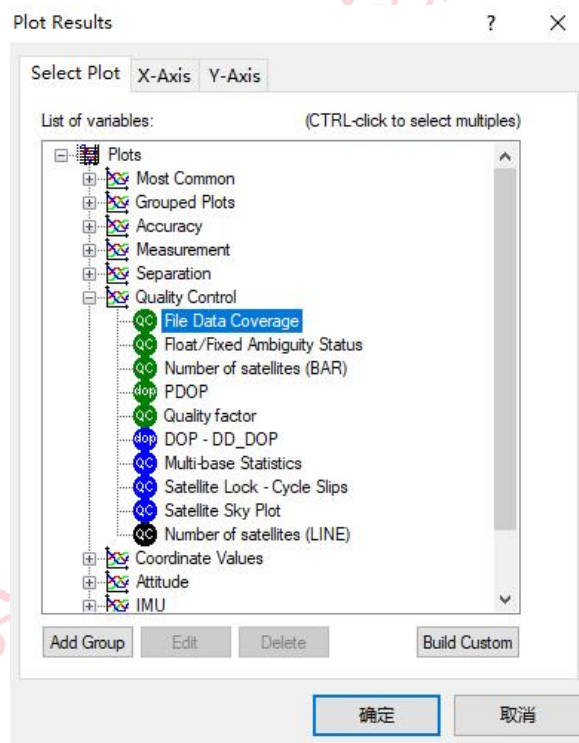 Plot Results ?
Select Plot X-Axis Y-Axis
List of variables: (CTRL-click to select multiples)
Plots
Most Common
Grouped Plots
Accuracy
Measurement
Separation
Quality Control
QC File Data Coverage
QC Float/Fixed Ambiguity Status
QC Number of satellites (BAR)
dop PDOP
QC Quality factor
dop DOP - DD_DOP
QC Multi-base Statistics
QC Satellite Lock - Cycle Slips
QC Satellite Sky Plot
QC Number of satellites (LINE)
Coordinate Values
Attitude
IMU
Add Group Edit Delete Build Custom
确定 取消